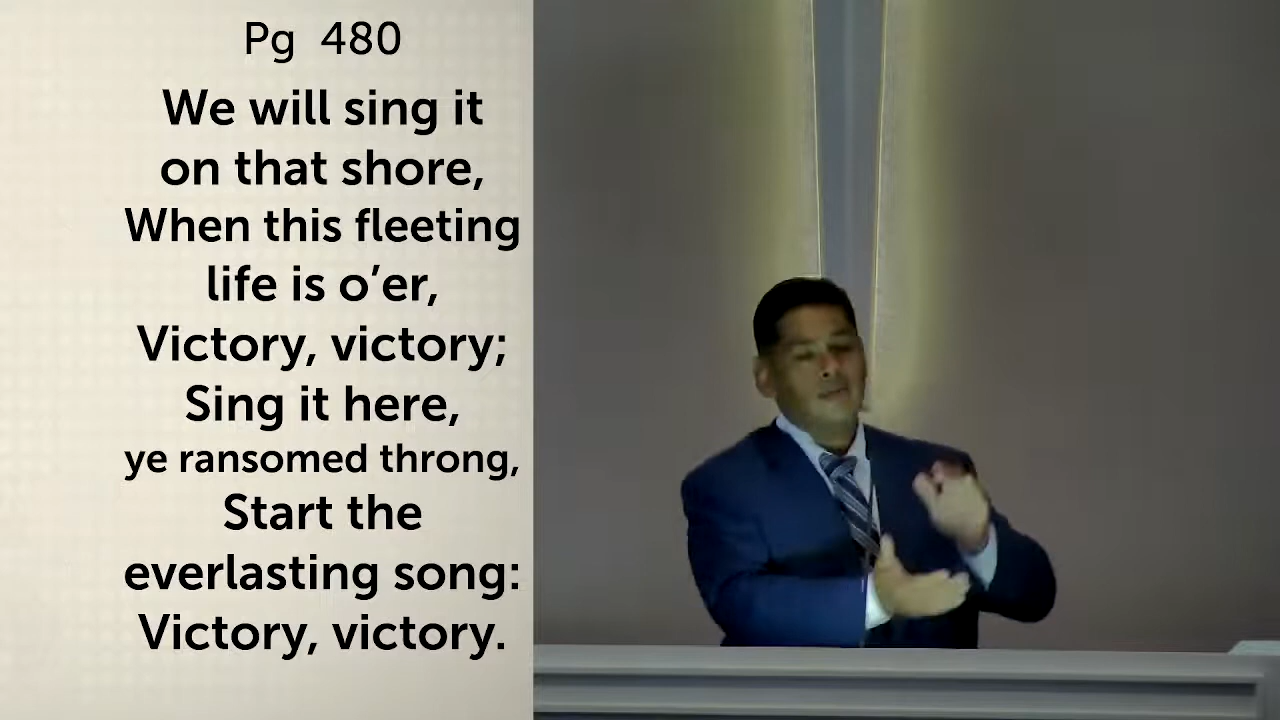 Pg 480
We will sing it
on that shore,
When this fleeting
life is o’er,
Victory, victory;
Sing it here,
ye ransomed throng,
Start the
everlasting song:
Victory, victory.